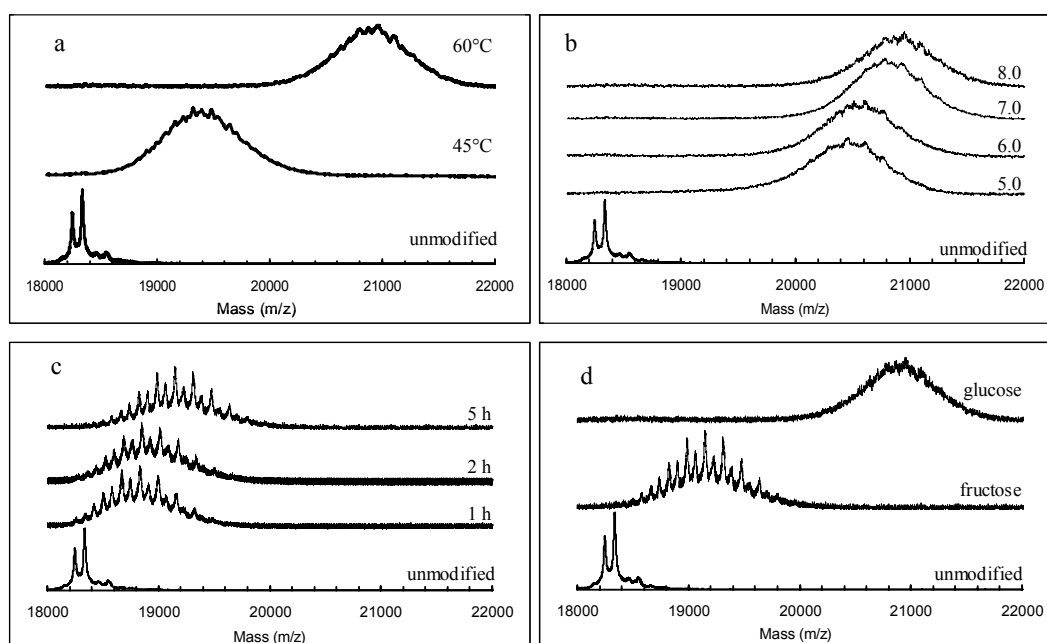 a
60°C
45°C
unmodified
18000 19000 20000 21000 22000
Mass (m/z)
b
8.0
7.0
6.0
5.0
unmodified
18000 19000 20000 21000 22000
Mass (m/z)
c
5 h
2 h
1 h
unmodified
18000 19000 20000 21000 22000
Mass (m/z)
d
glucose
fructose
unmodified
18000 19000 20000 21000 22000
Mass (m/z)